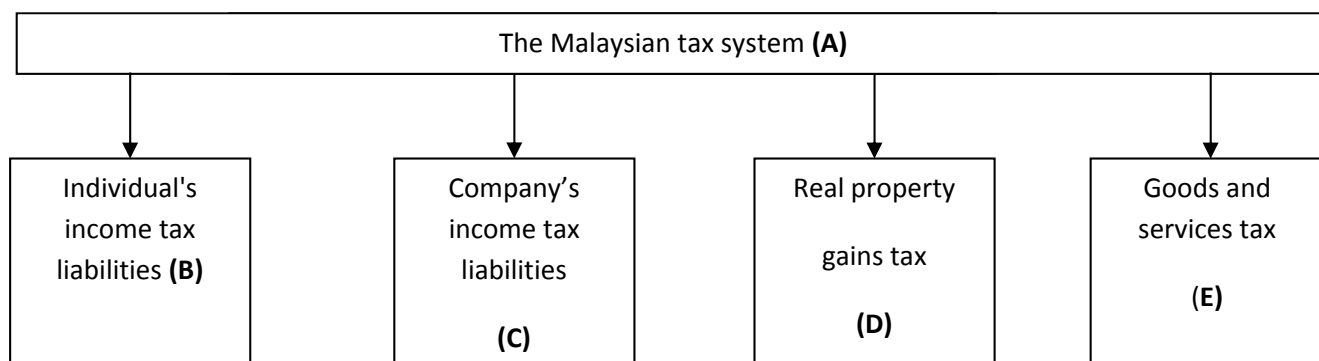 The Malaysian tax system (A)
Individual's
income tax
liabilities (B)
Company’s
income tax
liabilities
(C)
Real property
gains tax
(D)
Goods and
services tax
(E)